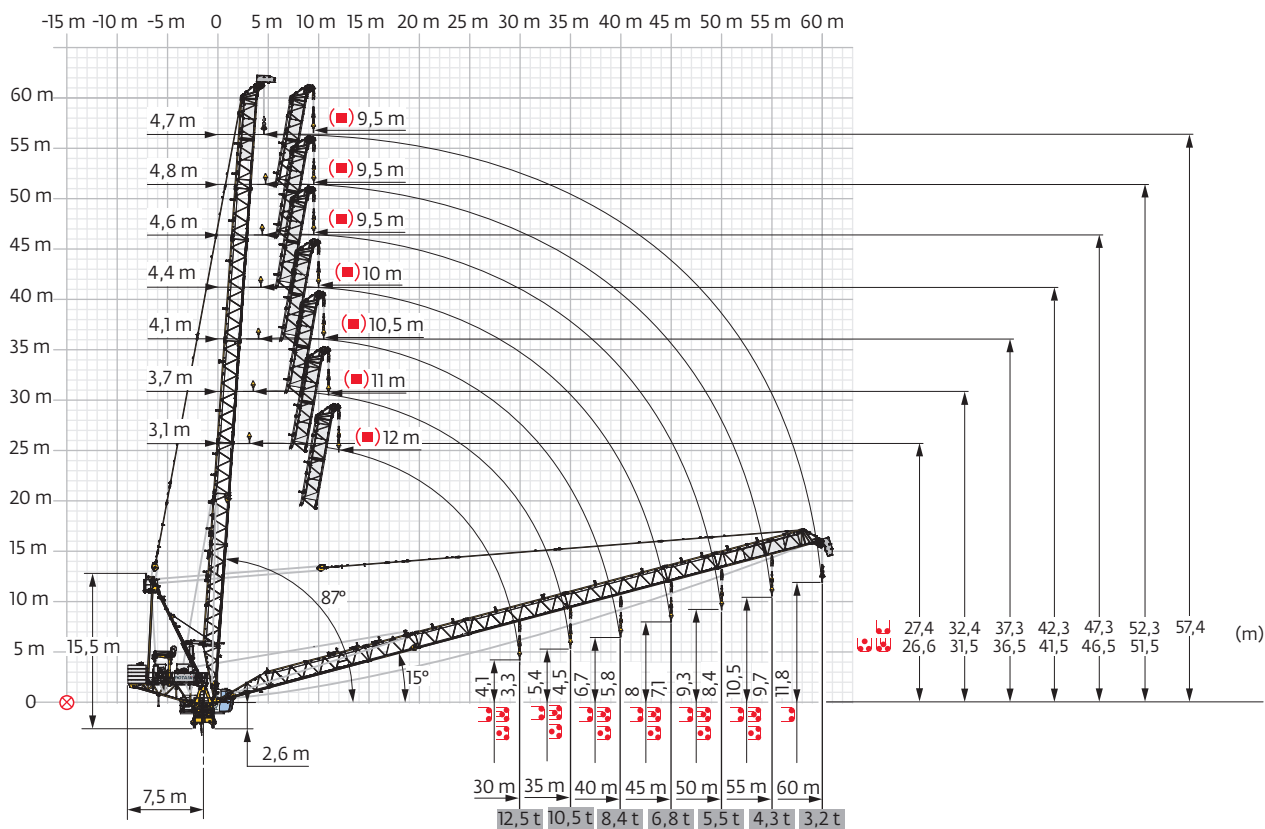 -15 m -10 m -5 m 0 5 m 10 m 15 m 20 m 25 m 30 m 35 m 40 m 45 m 50 m 55 m 60 m
60 m
4,7 m
(■) 9,5 m
55 m
4,8 m
(■) 9,5 m
50 m
4,6 m
(■) 9,5 m
45 m
4,4 m
(■) 10 m
40 m
4,1 m
(■) 10,5 m
35 m
3,7 m
(■) 11 m
30 m
3,1 m
(■) 12 m
25 m
20 m
15 m
10 m
87°
15,5 m
5 m
15°
0
27,4 32,4 37,3 42,3 47,3 52,3 57,4 (m)
26,6 31,5 36,5 41,5 46,5 51,5
4,1 3,3 5,4 4,5 6,7 5,8 8 7,1 9,3 8,4 10,5 9,7 11,8
2,6 m
7,5 m
30 m 35 m 40 m 45 m 50 m 55 m 60 m
12,5 t 10,5 t 8,4 t 6,8 t 5,5 t 4,3 t 3,2 t